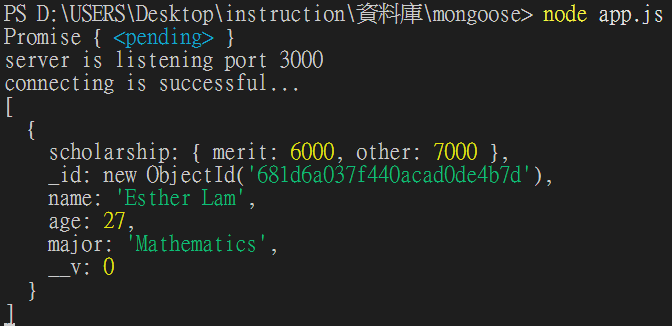 PS D:\USERS\Desktop\instruction\資料庫\mongoose> node app.js
Promise { <pending> }
server is listening port 3000
connecting is successful...
[
  {
    scholarship: { merit: 6000, other: 7000 },
    _id: new ObjectId('681d6a037f440acad0de4b7d'),
    name: 'Esther Lam',
    age: 27,
    major: 'Mathematics',
    __v: 0
  }
]